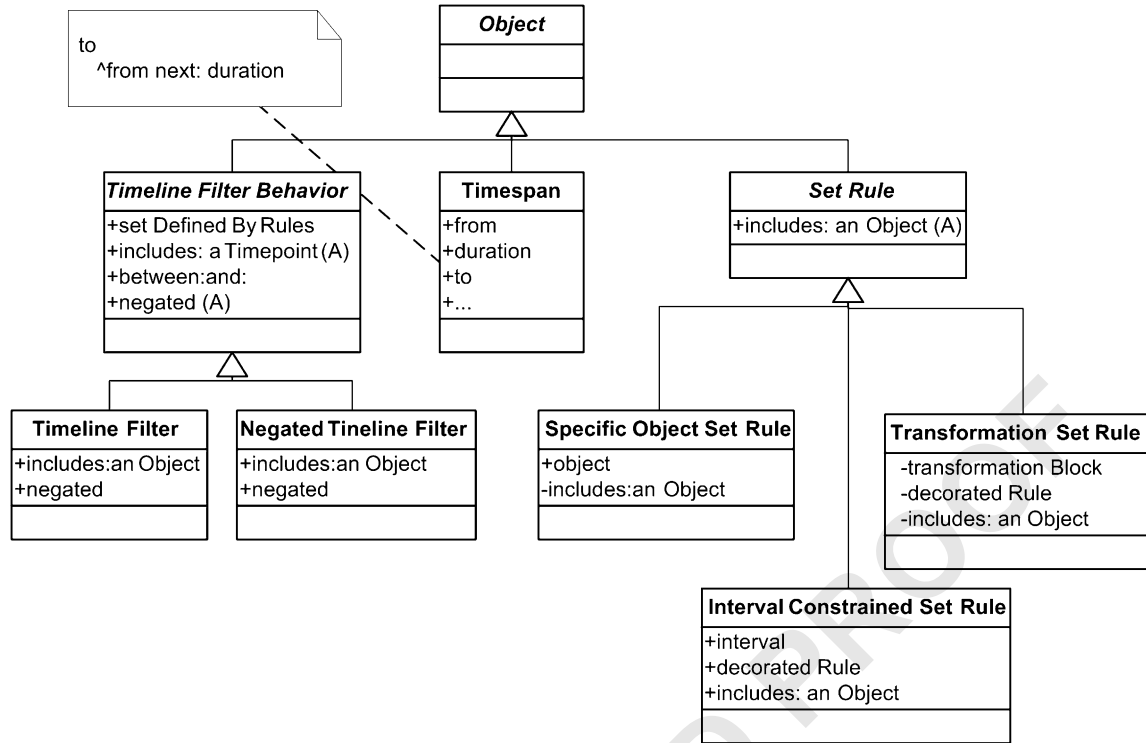 to
^from next: duration
Object
Timeline Filter Behavior
+set Defined By Rules
+includes: a Timepoint (A)
+between:and:
+negated (A)
Timespan
+from
+duration
+to
+...
Set Rule
+includes: an Object (A)
Timeline Filter
+includes:an Object
+negated
Negated Tineline Filter
+includes:an Object
+negated
Specific Object Set Rule
+object
-includes:an Object
Transformation Set Rule
-transformation Block
-decorated Rule
-includes: an Object
Interval Constrained Set Rule
+interval
+decorated Rule
+includes: an Object
D PROOF